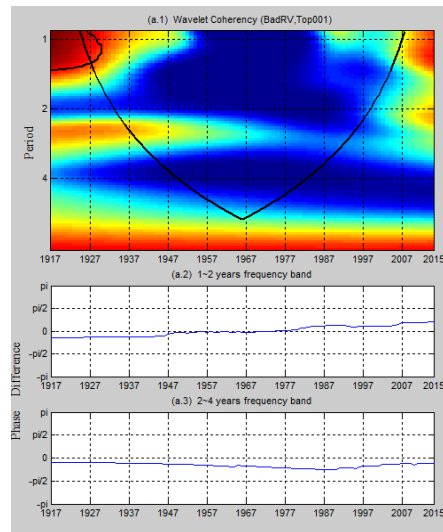 (a.1) Wavelet Coherency (BadRV,Top001)
1
2
4
Period
1917 1927 1937 1947 1957 1967 1977 1987 1997 2007 2015
(a.2) 1~2 years frequency band
pi
pi/2
0
-pi/2
-pi
1917 1927 1937 1947 1957 1967 1977 1987 1997 2007 2015
(a.3) 2~4 years frequency band
pi
pi/2
0
-pi/2
-pi
1917 1927 1937 1947 1957 1967 1977 1987 1997 2007 2015
Phase Difference